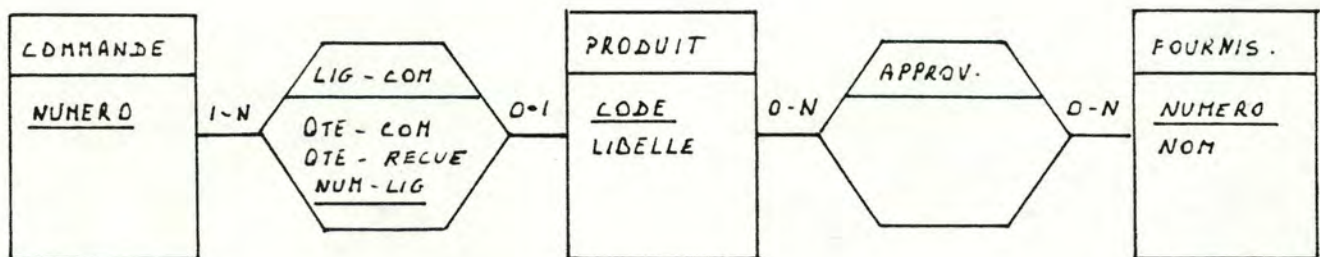 COMMANDE
NUMERO
1-N
LIG-COM
QTE-COM
QTE-RECUE
NUM-LIG
0-1
PRODUIT
CODE
LIBELLE
0-N
APPROV.
0-N
FOURNIS.
NUMERO
NOM